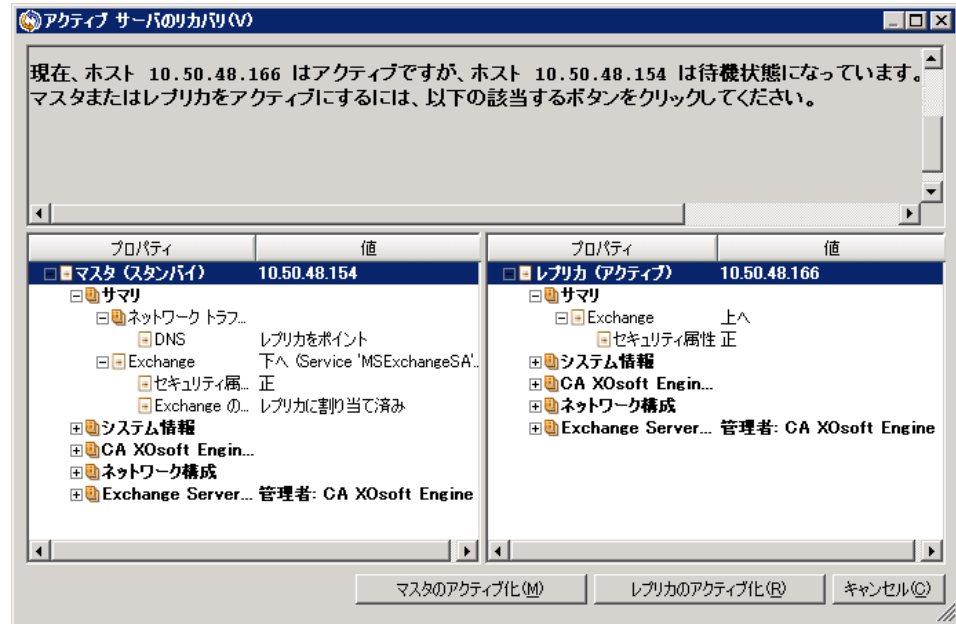 アクティブ サーバのリカバリ(V)
現在、ホスト 10.50.48.166 はアクティブですが、ホスト 10.50.48.154 は待機状態になっています。
マスタまたはレプリカをアクティブにするには、以下の該当するボタンをクリックしてください。
プロパティ 値
マスタ (スタンバイ) 10.50.48.154
サマリ
ネットワーク トラフ...
DNS レプリカをポイント
Exchange 下へ (Service 'MSExchangeSA'..
セキュリティ属... 正
Exchange の... レプリカに割り当て済み
システム情報
CA XOsoft Engin...
ネットワーク構成
Exchange Server... 管理者: CA XOsoft Engine
プロパティ 値
レプリカ (アクティブ) 10.50.48.166
サマリ
Exchange 上へ
セキュリティ属性 正
システム情報
CA XOsoft Engin...
ネットワーク構成
Exchange Server... 管理者: CA XOsoft Engine
マスタのアクティブ化(M) レプリカのアクティブ化(R) キャンセル(C)